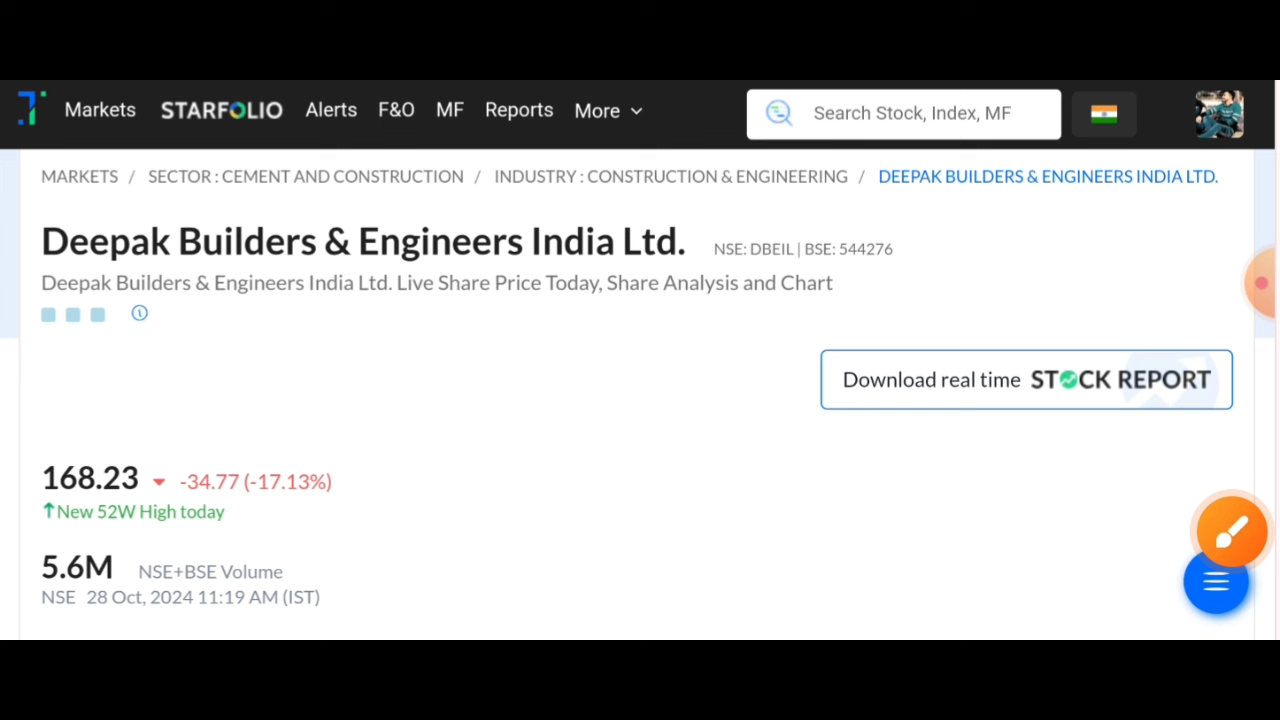 Markets STARFOLIO Alerts F&O MF Reports More Search Stock, Index, MF
MARKETS / SECTOR : CEMENT AND CONSTRUCTION / INDUSTRY : CONSTRUCTION & ENGINEERING / DEEPAK BUILDERS & ENGINEERS INDIA LTD.
Deepak Builders & Engineers India Ltd. NSE: DBEIL | BSE: 544276
Deepak Builders & Engineers India Ltd. Live Share Price Today, Share Analysis and Chart
Download real time STOCK REPORT
168.23 -34.77 (-17.13%)
New 52W High today
5.6M NSE+BSE Volume
NSE 28 Oct, 2024 11:19 AM (IST)